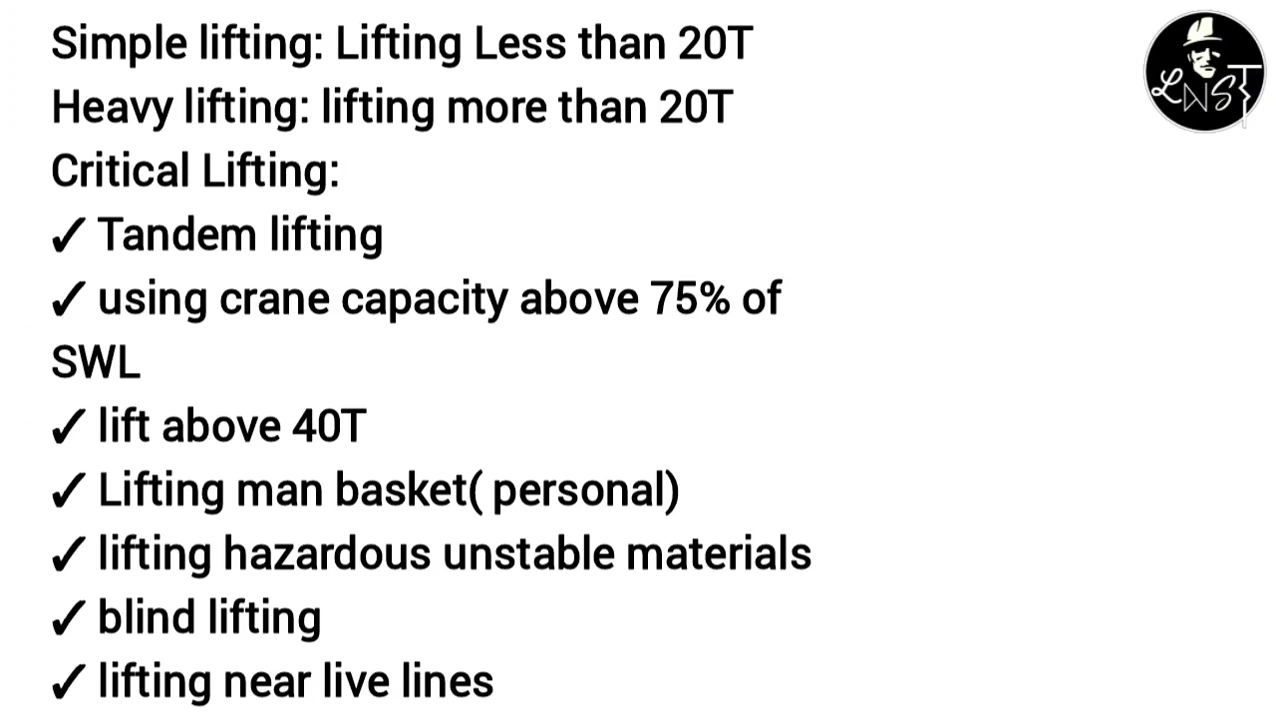 Simple lifting: Lifting Less than 20T
Heavy lifting: lifting more than 20T
Critical Lifting:
✓ Tandem lifting
✓ using crane capacity above 75% of
SWL
✓ lift above 40T
✓ Lifting man basket( personal)
✓ lifting hazardous unstable materials
✓ blind lifting
✓ lifting near live lines
LNST